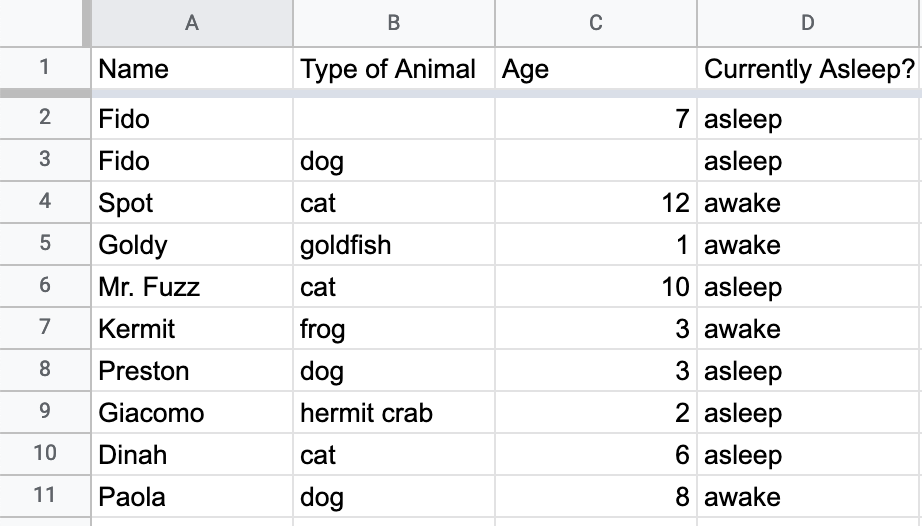 A B C D
1 Name Type of Animal Age Currently Asleep?
2 Fido 7 asleep
3 Fido dog asleep
4 Spot cat 12 awake
5 Goldy goldfish 1 awake
6 Mr. Fuzz cat 10 asleep
7 Kermit frog 3 awake
8 Preston dog 3 asleep
9 Giacomo hermit crab 2 asleep
10 Dinah cat 6 asleep
11 Paola dog 8 awake